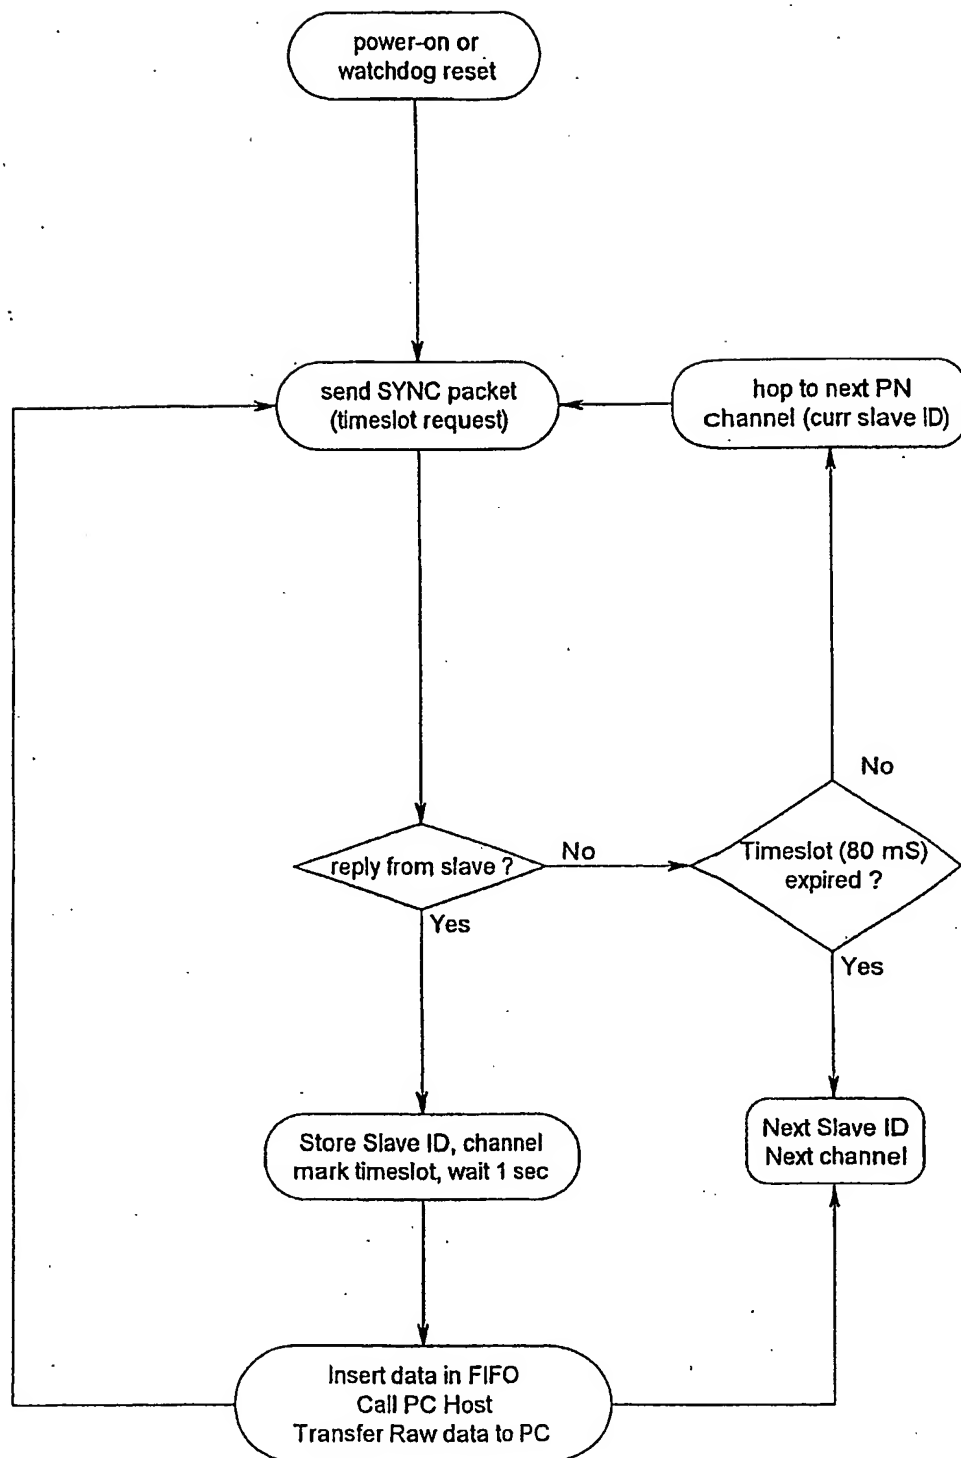 power-on or
watchdog reset
send SYNC packet
(timeslot request)
hop to next PN
channel (curr slave ID)
No
reply from slave ?
No
Timeslot (80 mS)
expired ?
Yes
Yes
Store Slave ID, channel
mark timeslot, wait 1 sec
Next Slave ID
Next channel
Insert data in FIFO
Call PC Host
Transfer Raw data to PC